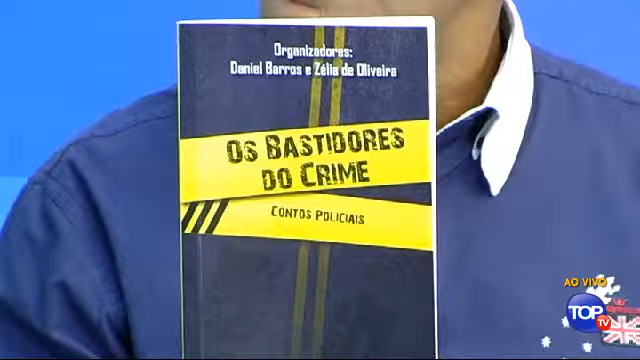 Organizadores:
Daniel Barros e Zélia de Oliveira
OS BASTIDORES
DO CRIME
CONTOS POLICIAIS
AO VIVO
TOP
TV